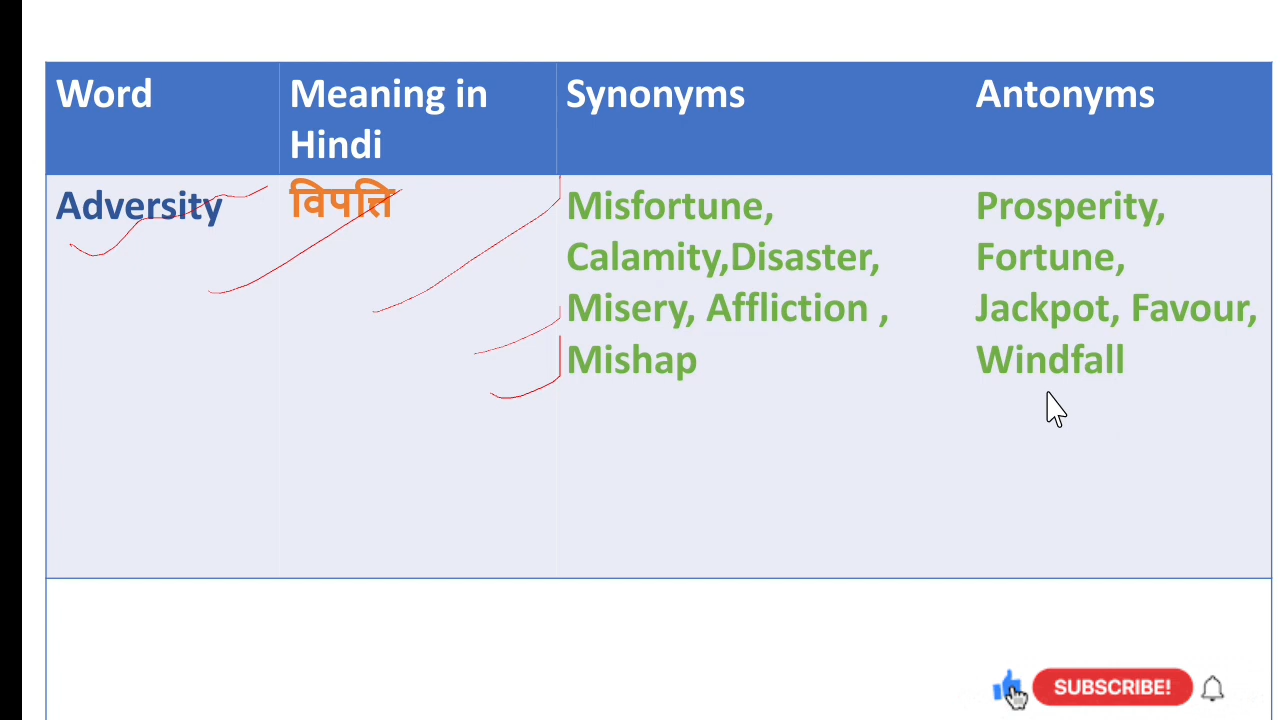 Word
Meaning in
Hindi
Synonyms
Antonyms
Adversity
विपत्ति
Misfortune,
Calamity,Disaster,
Misery, Affliction ,
Mishap
Prosperity,
Fortune,
Jackpot, Favour,
Windfall
SUBSCRIBE!